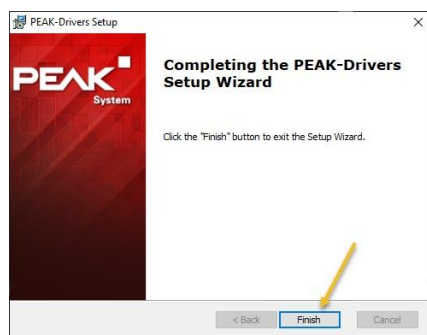 PEAK-Drivers Setup
PEAK
System
Completing the PEAK-Drivers
Setup Wizard
Click the "Finish" button to exit the Setup Wizard.
< Back
Finish
Cancel